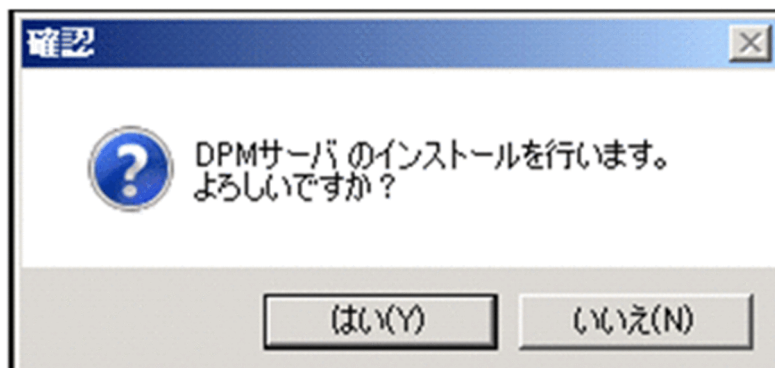 確認
DPMサーバ のインストールを行います。
よろしいですか？
はい(Y)
いいえ(N)